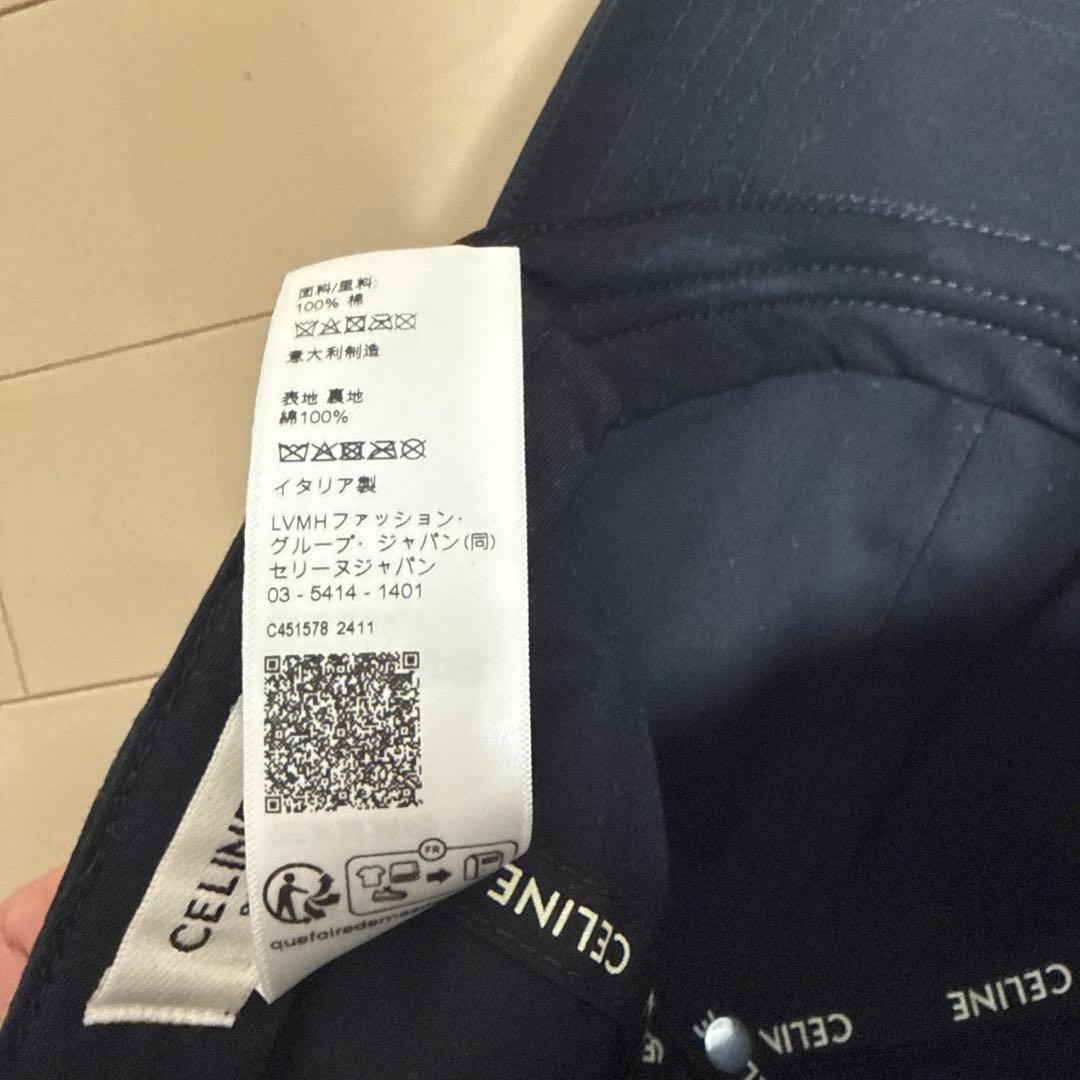 面料/里料:
100% 棉
意大利制造
表地 裏地
綿100%
イタリア製
LVMHファッション・
グループ・ジャパン(同)
セリーヌジャパン
03 - 5414 - 1401
C451578 2411
FR
CELINE
CELINE
CELINE